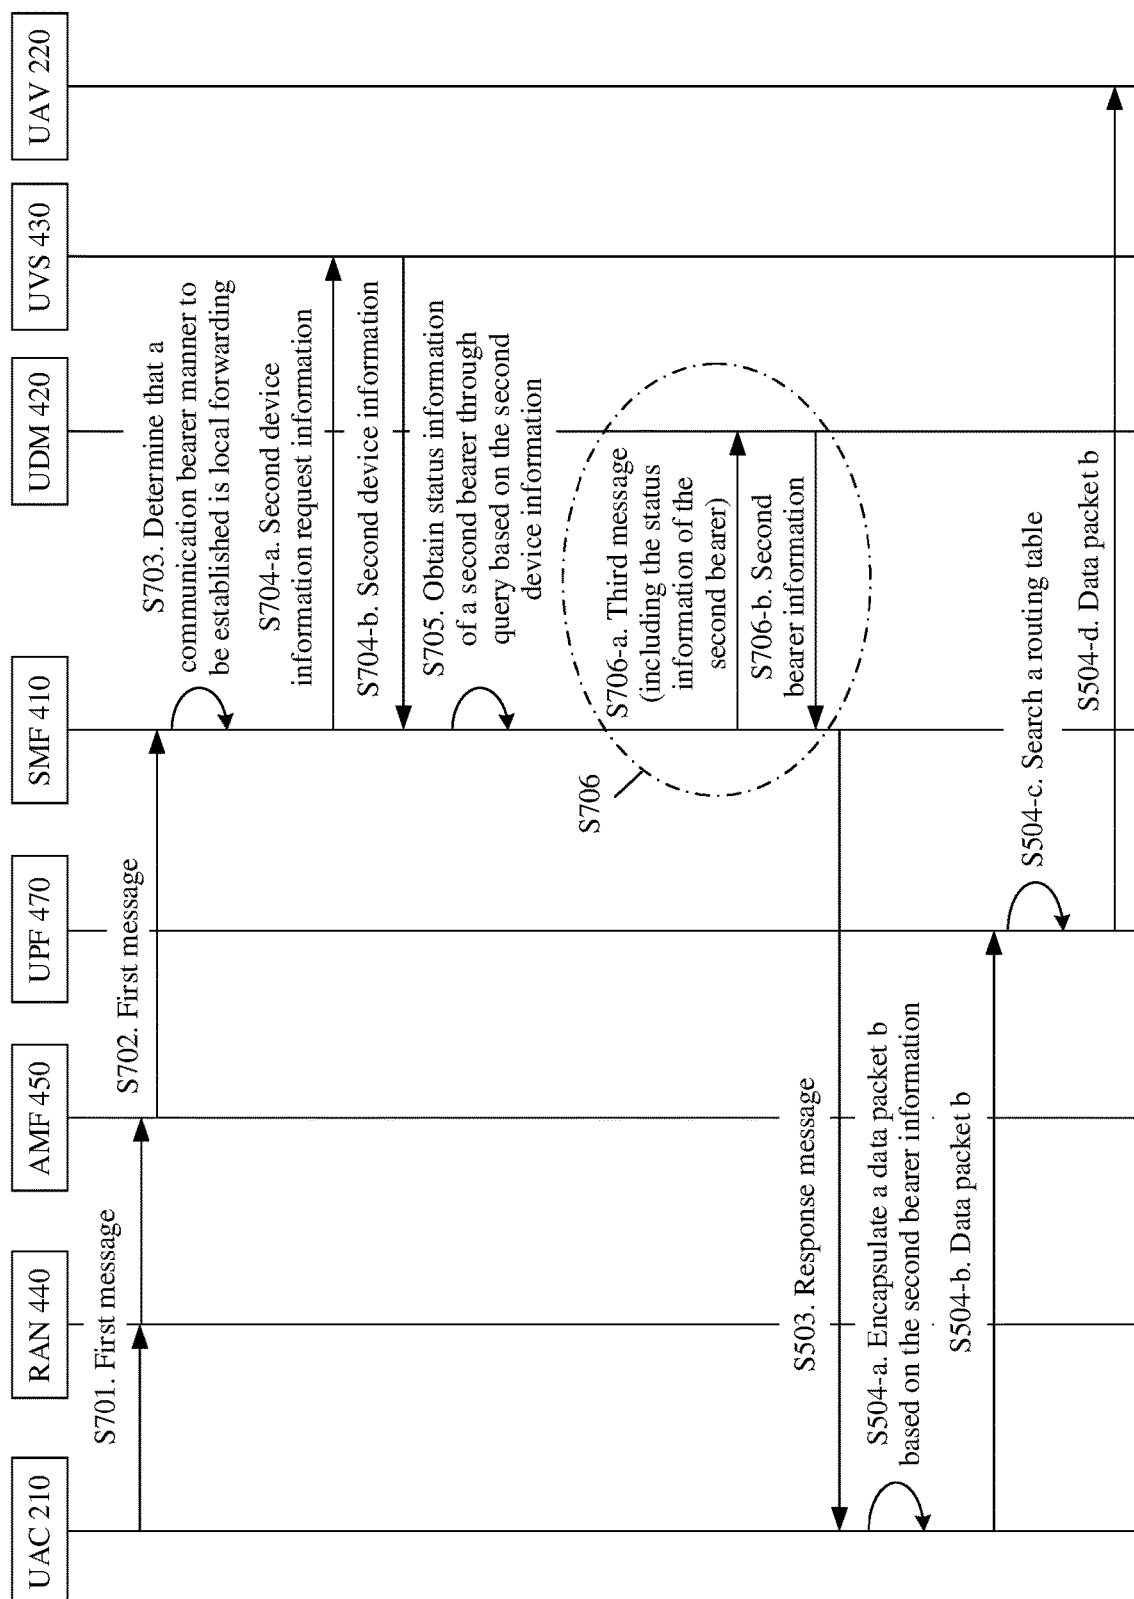 UAC 210
RAN 440
AMF 450
UPF 470
SMF 410
UDM 420
UVS 430
UAV 220
S701. First message
S702. First message
S703. Determine that a
communication bearer manner to
be established is local forwarding
S704-a. Second device
information request information
S704-b. Second device information
S705. Obtain status information
of a second bearer through
query based on the second
device information
S706
S706-a. Third message
(including the status
information of the
second bearer)
S706-b. Second
bearer information
S503. Response message
S504-a. Encapsulate a data packet b
based on the second bearer information
S504-b. Data packet b
S504-c. Search a routing table
S504-d. Data packet b